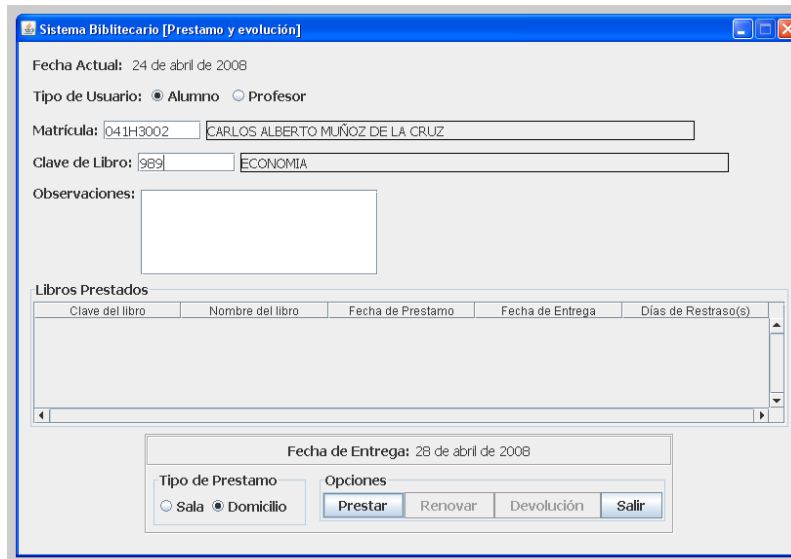 Sistema Biblitecario [Prestamo y evolución]
Fecha Actual: 24 de abril de 2008
Tipo de Usuario: Alumno Profesor
Matrícula: 041H3002 CARLOS ALBERTO MUÑOZ DE LA CRUZ
Clave de Libro: 989 ECONOMIA
Observaciones:
Libros Prestados
Clave del libro Nombre del libro Fecha de Prestamo Fecha de Entrega Días de Restraso(s)
Fecha de Entrega: 28 de abril de 2008
Tipo de Prestamo Opciones
Sala Domicilio Prestar Renovar Devolución Salir